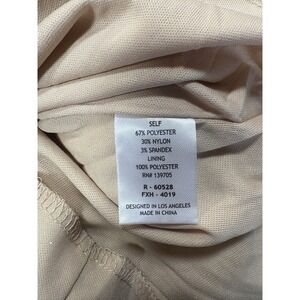 SELF
67% POLYESTER
30% NYLON
3% SPANDEX
LINING
100% POLYESTER
RN# 139705
R - 60528
FXH - 4019
DESIGNED IN LOS ANGELES
MADE IN CHINA